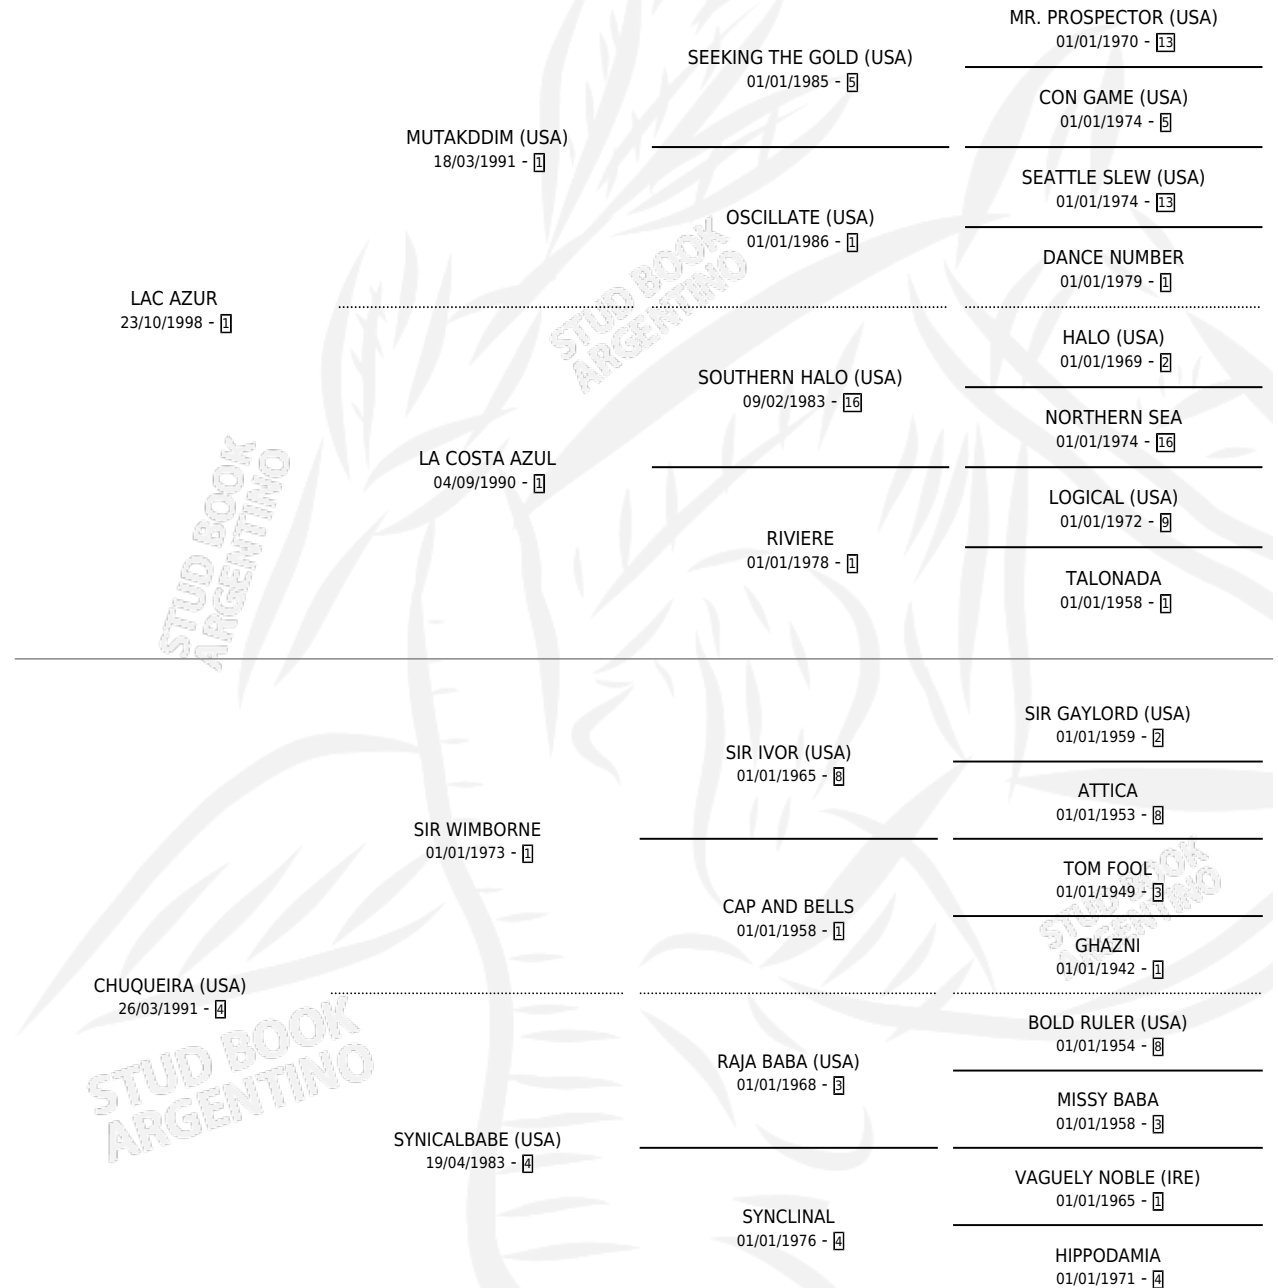 MR. PROSPECTOR (USA)
01/01/1970 - 13
SEEKING THE GOLD (USA)
01/01/1985 - 5
CON GAME (USA)
01/01/1974 - 5
MUTAKDDIM (USA)
18/03/1991 - 1
SEATTLE SLEW (USA)
01/01/1974 - 13
OSCILLATE (USA)
01/01/1986 - 1
DANCE NUMBER
01/01/1979 - 1
STUD BOOK
ARGENTINO
LAC AZUR
23/10/1998 - 1
HALO (USA)
01/01/1969 - 2
SOUTHERN HALO (USA)
09/02/1983 - 16
NORTHERN SEA
01/01/1974 - 16
LA COSTA AZUL
04/09/1990 - 1
LOGICAL (USA)
01/01/1972 - 9
RIVIERE
01/01/1978 - 1
TALONADA
01/01/1958 - 1
STUD BOOK
ARGENTINO
SIR GAYLORD (USA)
01/01/1959 - 2
SIR IVOR (USA)
01/01/1965 - 8
ATTICA
01/01/1953 - 8
SIR WIMBORNE
01/01/1973 - 1
TOM FOOL
01/01/1949 - 3
CAP AND BELLS
01/01/1958 - 1
STUD BOOK
ARGENTINO
GHAZNI
01/01/1942 - 1
CHUQUEIRA (USA)
26/03/1991 - 4
BOLD RULER (USA)
01/01/1954 - 8
RAJA BABA (USA)
01/01/1968 - 3
MISSY BABA
01/01/1958 - 3
STUD BOOK
ARGENTINO
SYNICALBABE (USA)
19/04/1983 - 4
VAGUELY NOBLE (IRE)
01/01/1965 - 1
SYNCLINAL
01/01/1976 - 4
HIPPODAMIA
01/01/1971 - 4